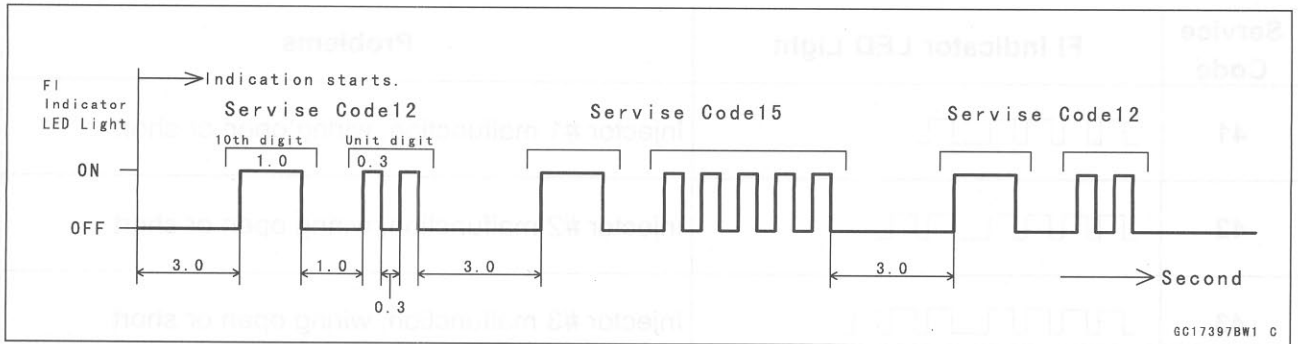 Indication starts.
FI
Indicator
LED Light
Servise Code12
Servise Code15
Servise Code12
10th digit
Unit digit
1.0
0.3
ON
OFF
3.0
1.0
0.3
3.0
3.0
Second
GC17397BW1 C